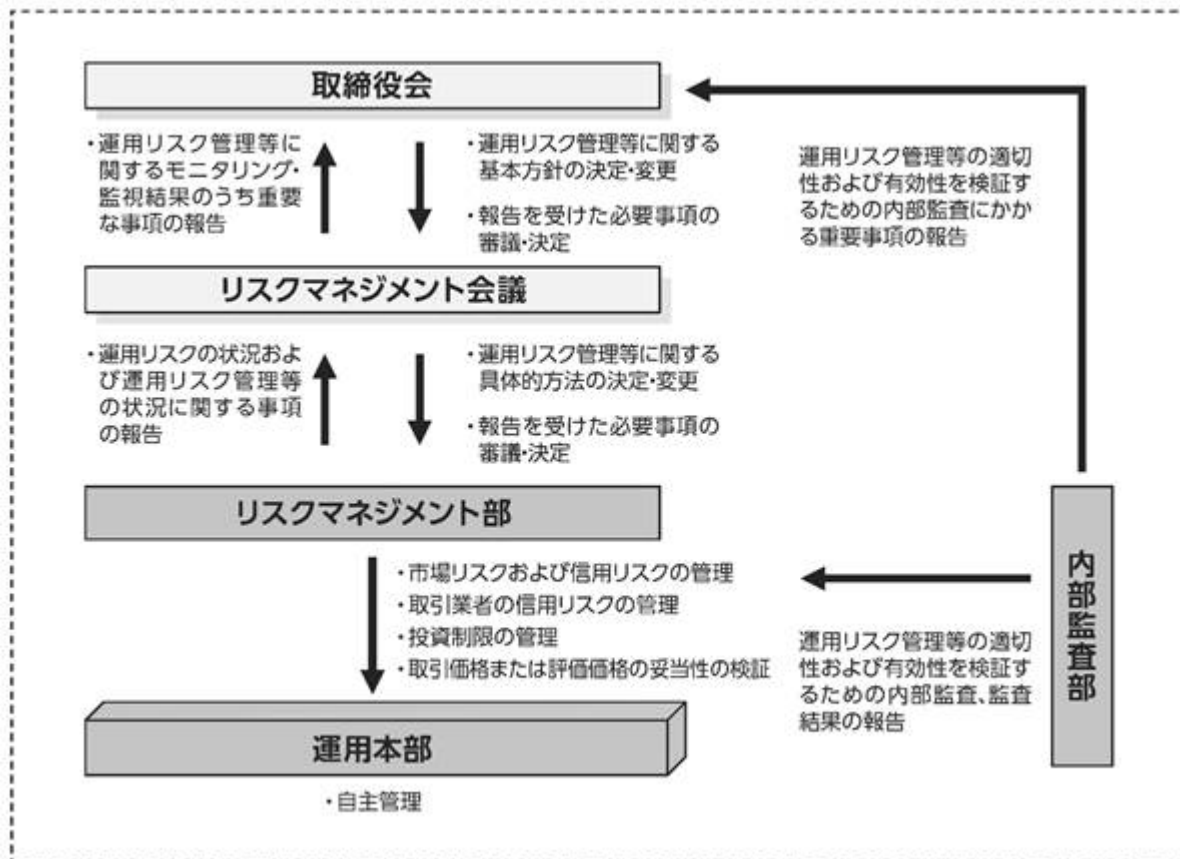 取締役会
・運用リスク管理等に
関するモニタリング・
監視結果のうち重要
な事項の報告
・運用リスク管理等に関する
基本方針の決定・変更
・報告を受けた必要事項の
審議・決定
運用リスク管理等の適切
性および有効性を検証す
るための内部監査にかか
る重要事項の報告
リスクマネジメント会議
・運用リスクの状況およ
び運用リスク管理等
の状況に関する事項
の報告
・運用リスク管理等に関する
具体的方法の決定・変更
・報告を受けた必要事項の
審議・決定
リスクマネジメント部
・市場リスクおよび信用リスクの管理
・取引業者の信用リスクの管理
・投資制限の管理
・取引価格または評価価格の妥当性の検証
運用リスク管理等の適切
性および有効性を検証す
るための内部監査、監査
結果の報告
内部監査部
運用本部
・自主管理